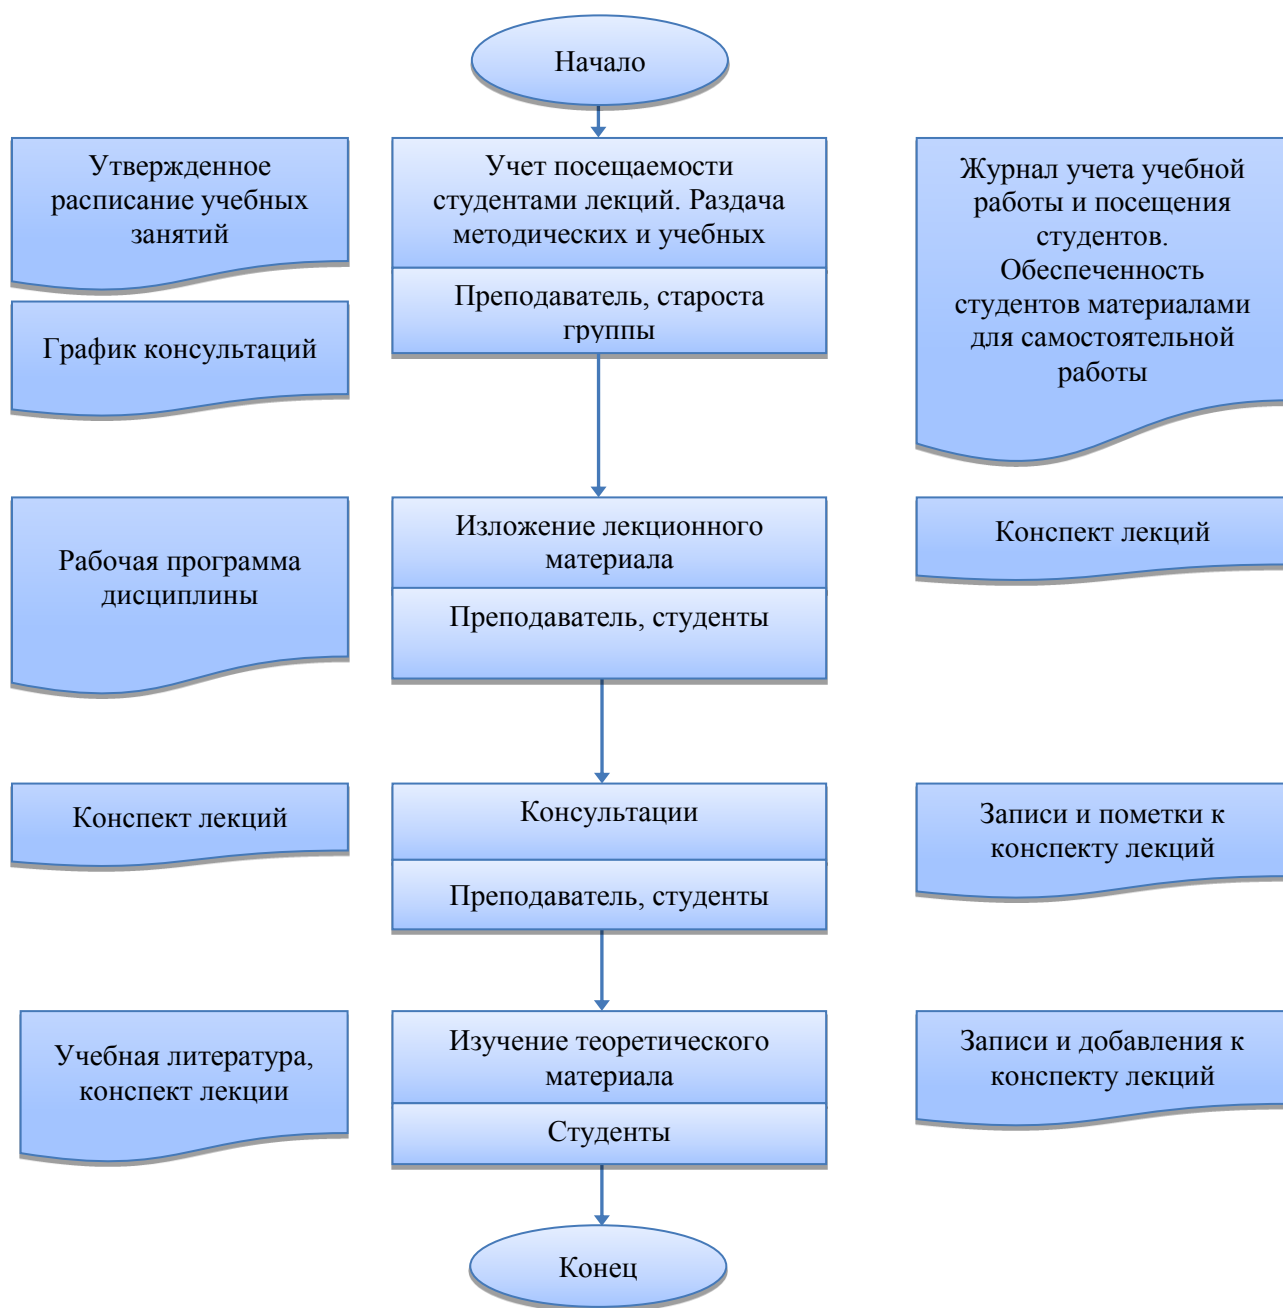 Начало
Утвержденное
расписание учебных
занятий
График консультаций
Учет посещаемости
студентами лекций. Раздача
методических и учебных
Преподаватель, староста
группы
Журнал учета учебной
работы и посещения
студентов.
Обеспеченность
студентов материалами
для самостоятельной
работы
Рабочая программа
дисциплины
Изложение лекционного
материала
Преподаватель, студенты
Конспект лекций
Конспект лекций
Консультации
Преподаватель, студенты
Записи и пометки к
конспекту лекций
Учебная литература,
конспект лекции
Изучение теоретического
материала
Студенты
Записи и добавления к
конспекту лекций
Конец